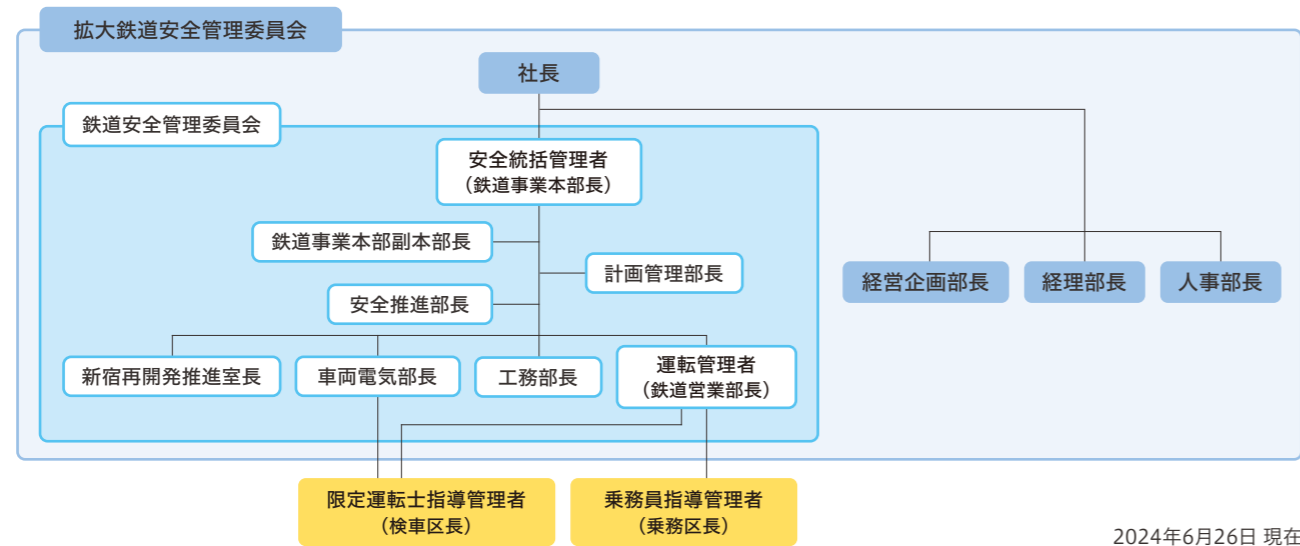 拡大鉄道安全管理委員会
社長
鉄道安全管理委員会
安全統括管理者
（鉄道事業本部長）
鉄道事業本部副本部長
計画管理部長
安全推進部長
経営企画部長
経理部長
人事部長
新宿再開発推進室長
車両電気部長
工務部長
運転管理者
（鉄道営業部長）
限定運転士指導管理者
（検車区長）
乗務員指導管理者
（乗務区長）
2024年6月26日 現在